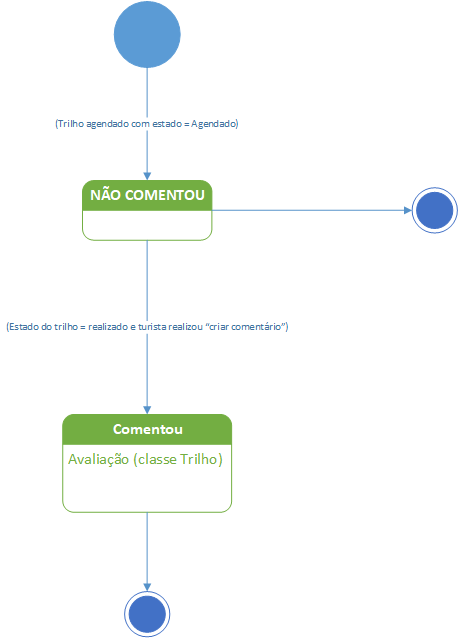 (Trilho agendado com estado = Agendado)
NÃO COMENTOU
(Estado do trilho = realizado e turista realizou “criar comentário”)
Comentou
Avaliação (classe Trilho)